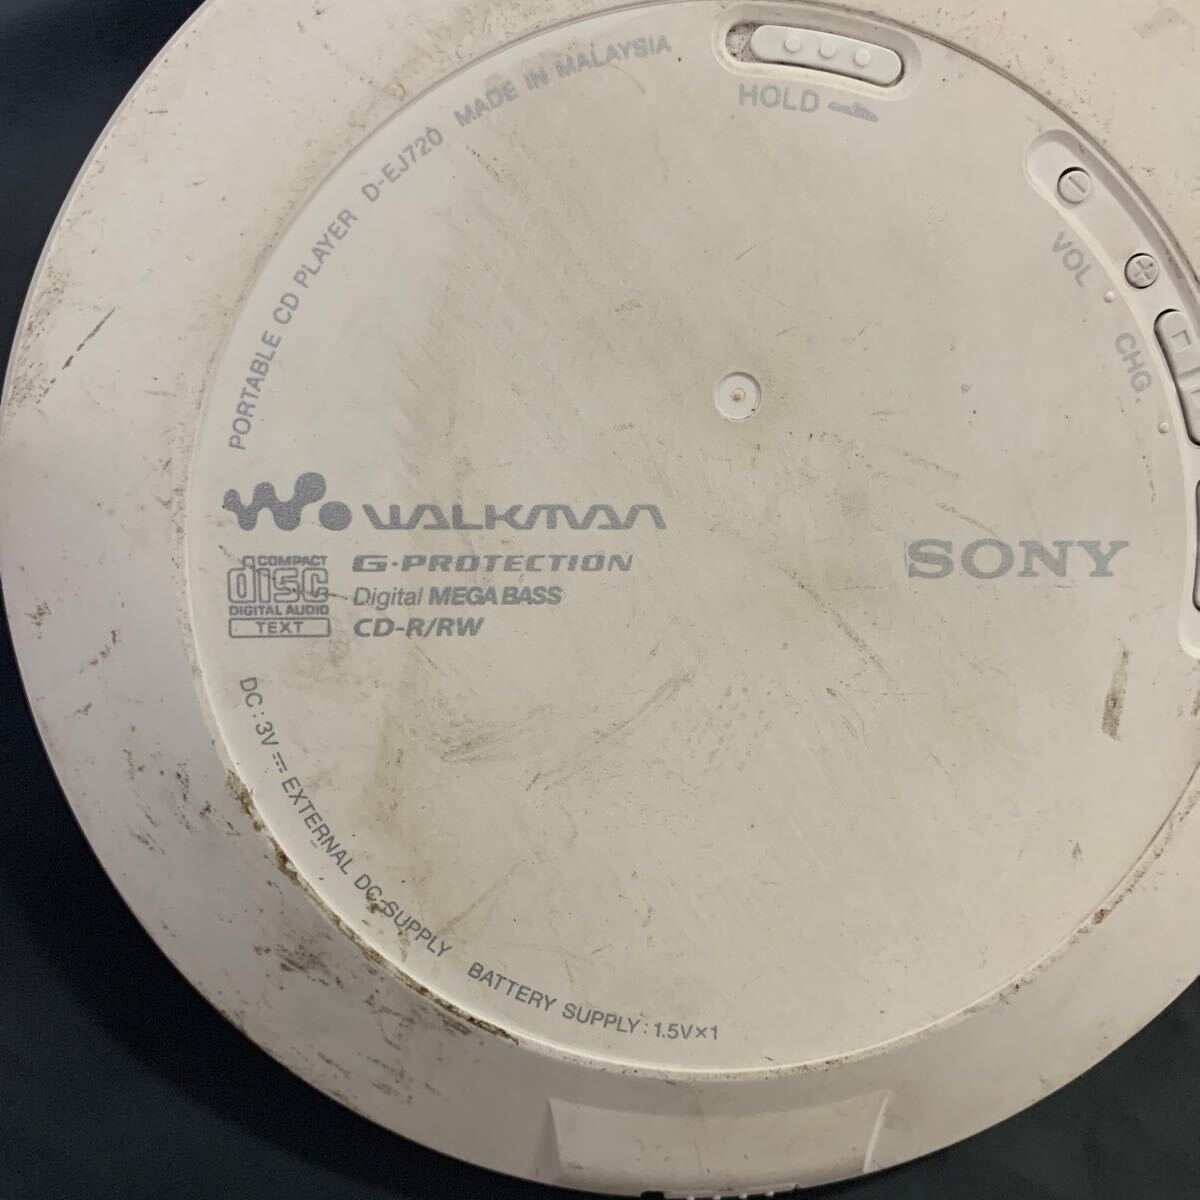 PORTABLE CD PLAYER D-EJ720 MADE IN MALAYSIA
HOLD
VOL
CHG.
WALKMAN
SONY
COMPACT
disc
DIGITAL AUDIO
TEXT
G·PROTECTION
Digital MEGA BASS
CD-R/RW
DC : 3V ⎓ EXTERNAL DC SUPPLY BATTERY SUPPLY : 1.5V×1